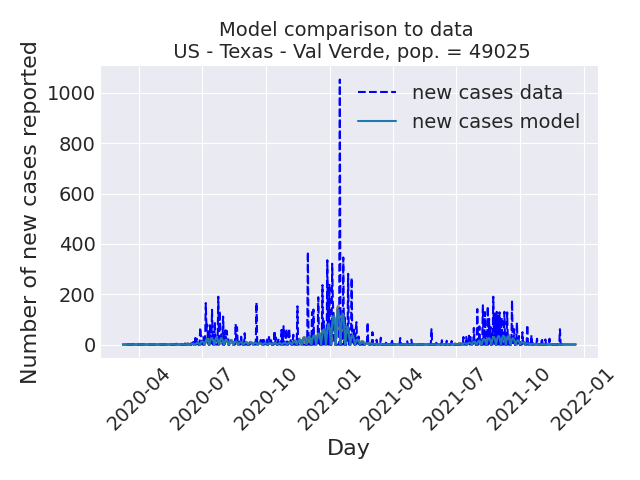 Model comparison to data
US - Texas - Val Verde, pop. = 49025
new cases data
new cases model
Number of new cases reported
1000
800
600
400
200
0
2020-04
2020-07
2020-10
2021-01
2021-04
2021-07
2021-10
2022-01
Day